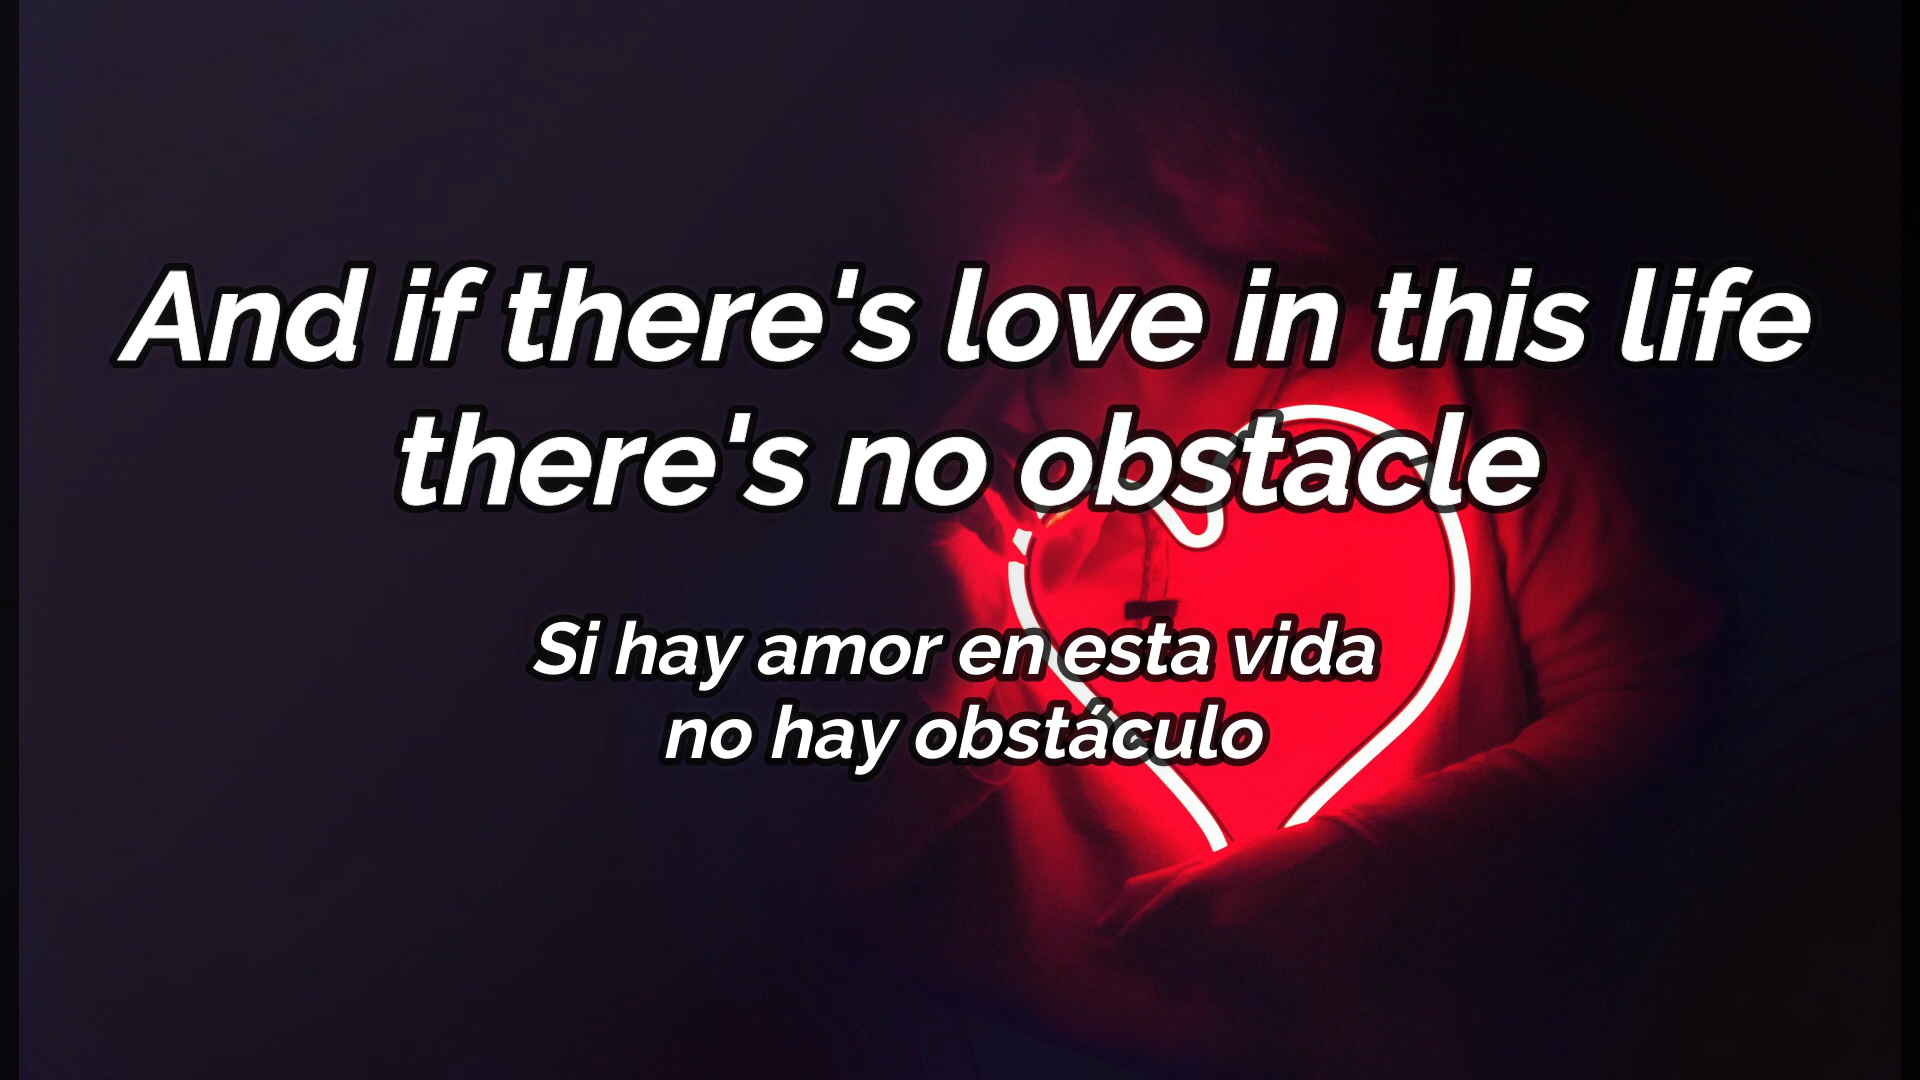 And if there's love in this life
there's no obstacle
Si hay amor en esta vida
no hay obstáculo